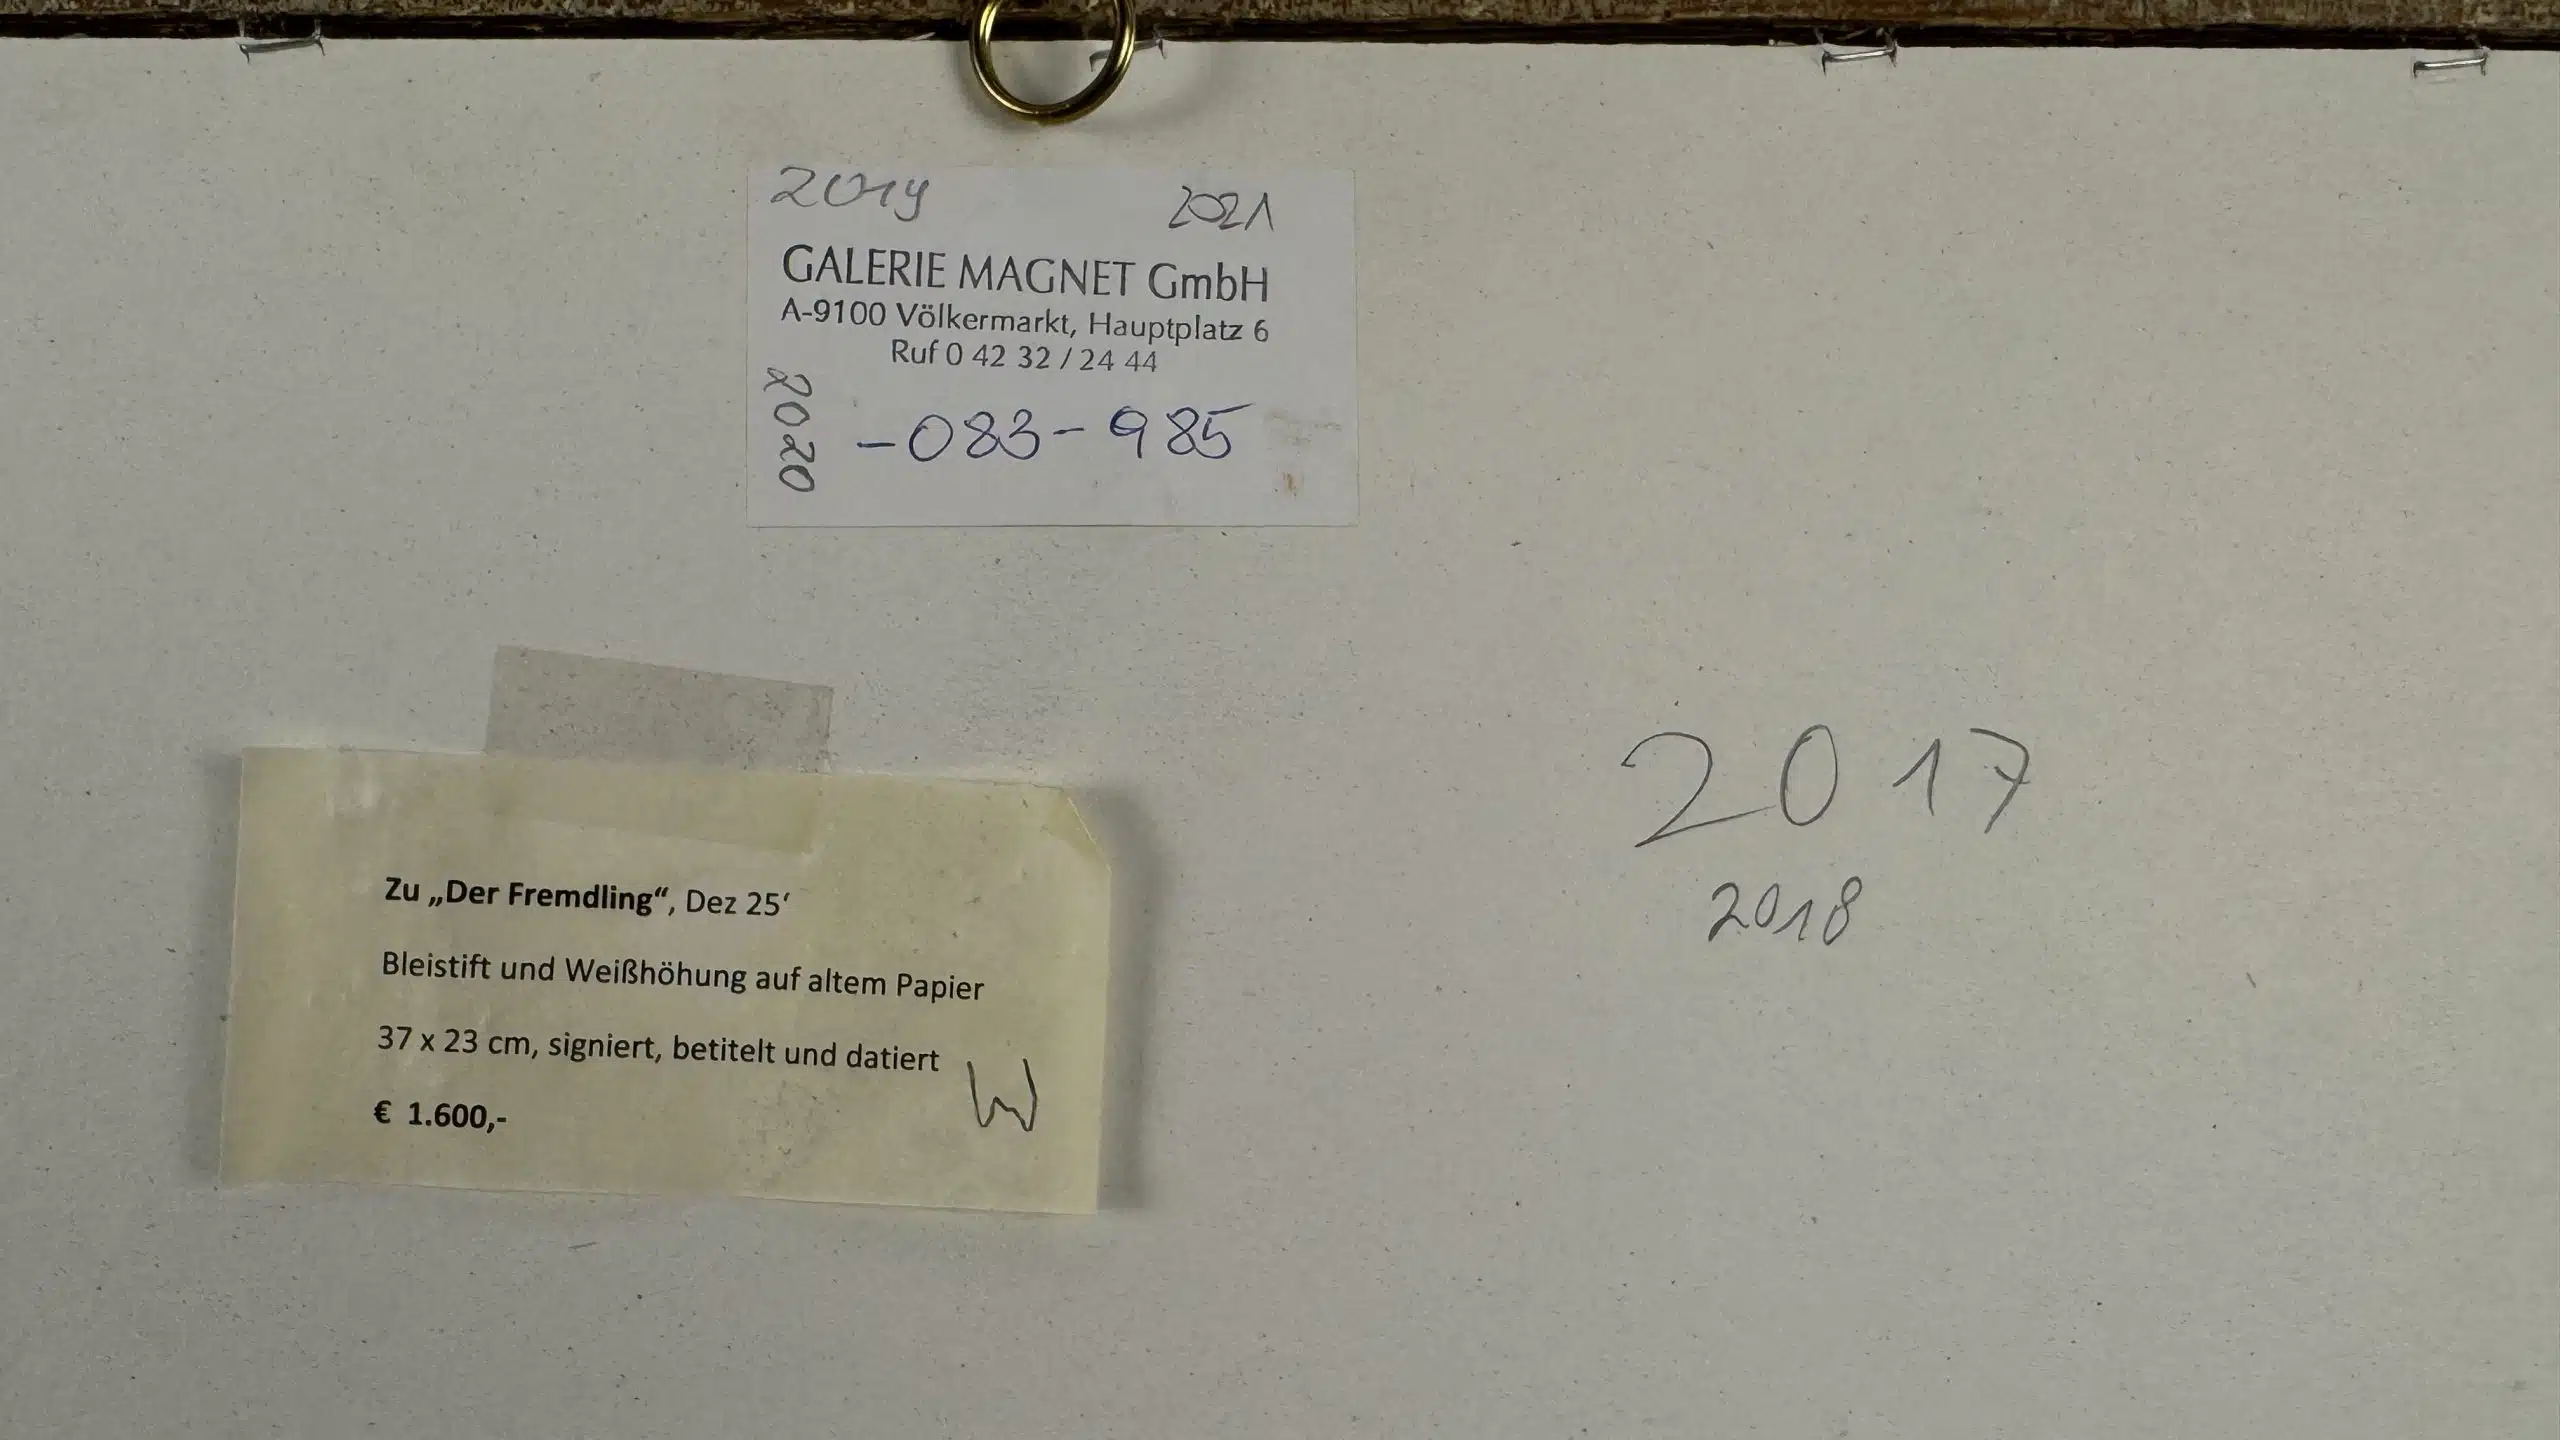 2019 2021
GALERIE MAGNET GmbH
A-9100 Völkermarkt, Hauptplatz 6
Ruf 0 42 32 / 24 44
2020
-083-985
Zu „Der Fremdling“, Dez 25‘
Bleistift und Weißhöhung auf altem Papier
37 x 23 cm, signiert, betitelt und datiert
€ 1.600,-
W
2017
2018